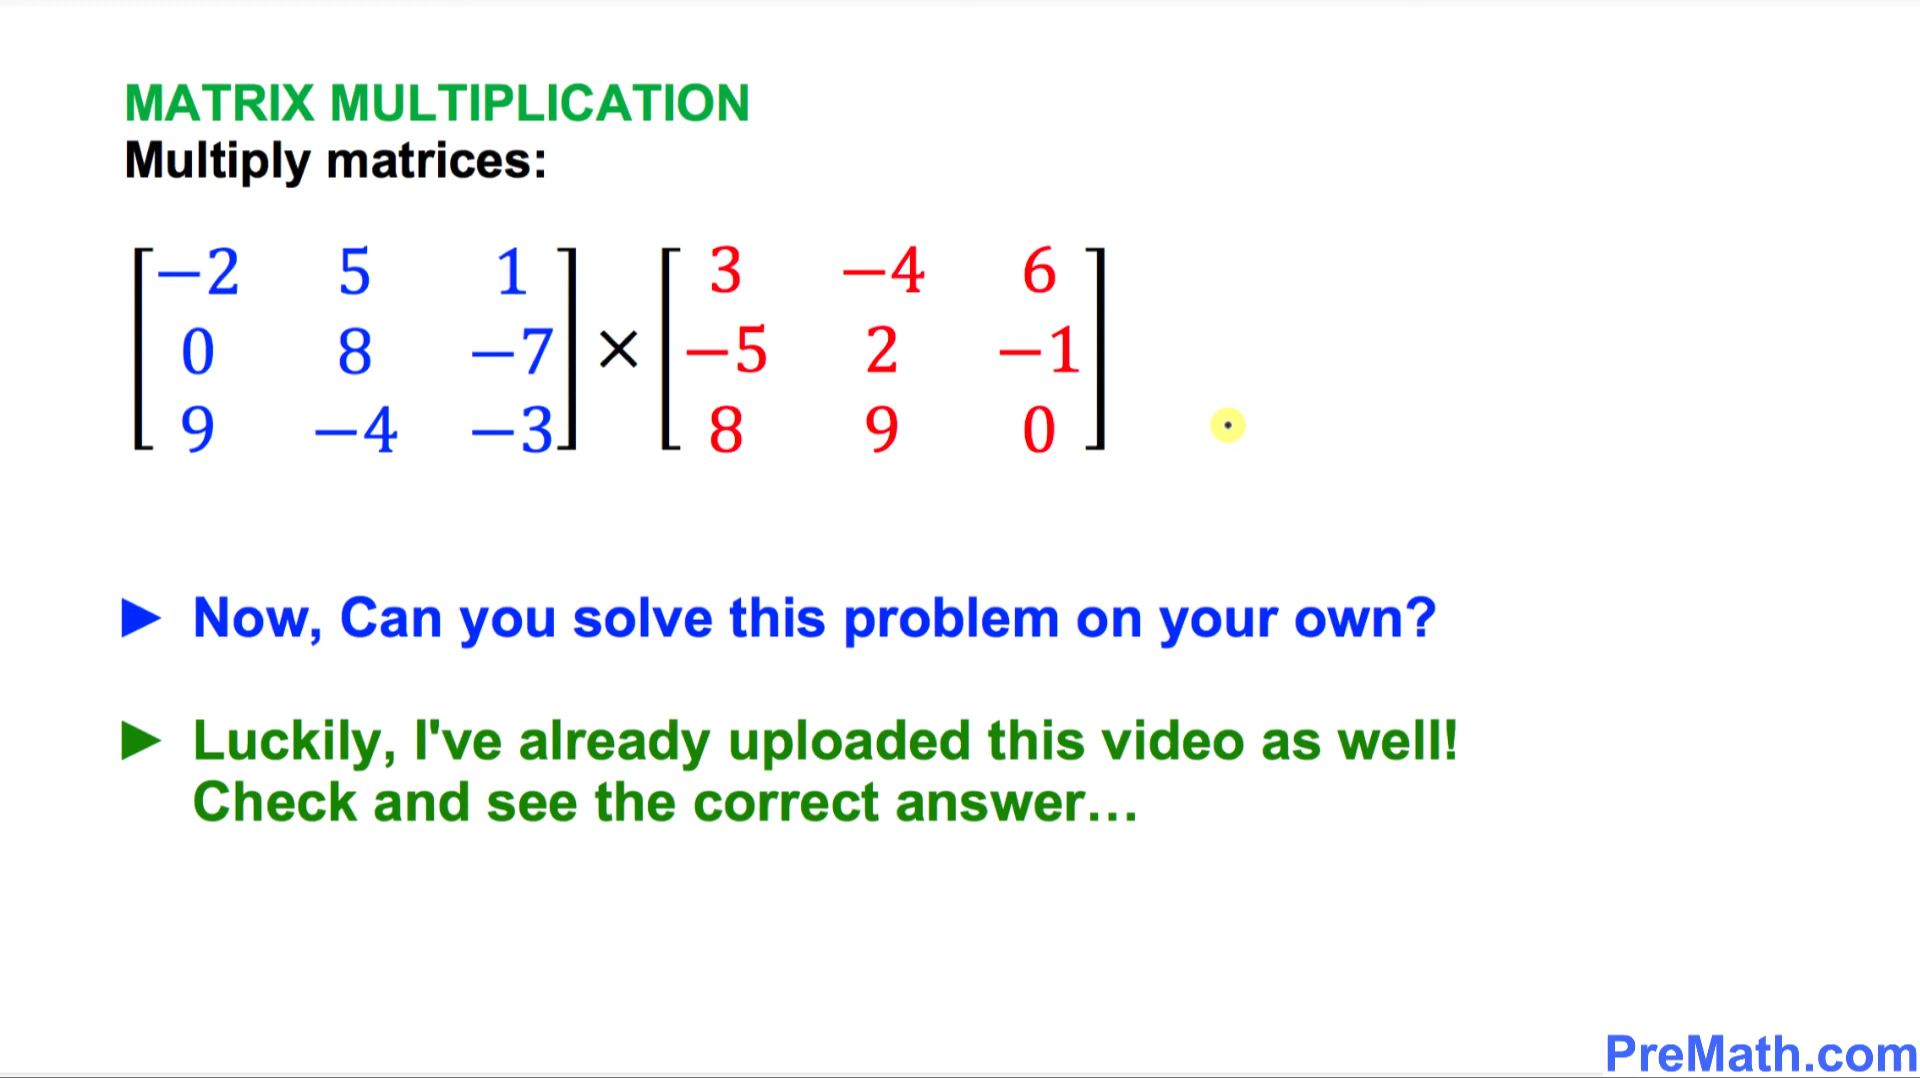 MATRIX MULTIPLICATION
Multiply matrices:
[−2 5 1] × [3 −4 6]
[0 8 −7] [−5 2 −1]
[9 −4 −3] [8 9 0]
► Now, Can you solve this problem on your own?
► Luckily, I've already uploaded this video as well!
Check and see the correct answer…
PreMath.com